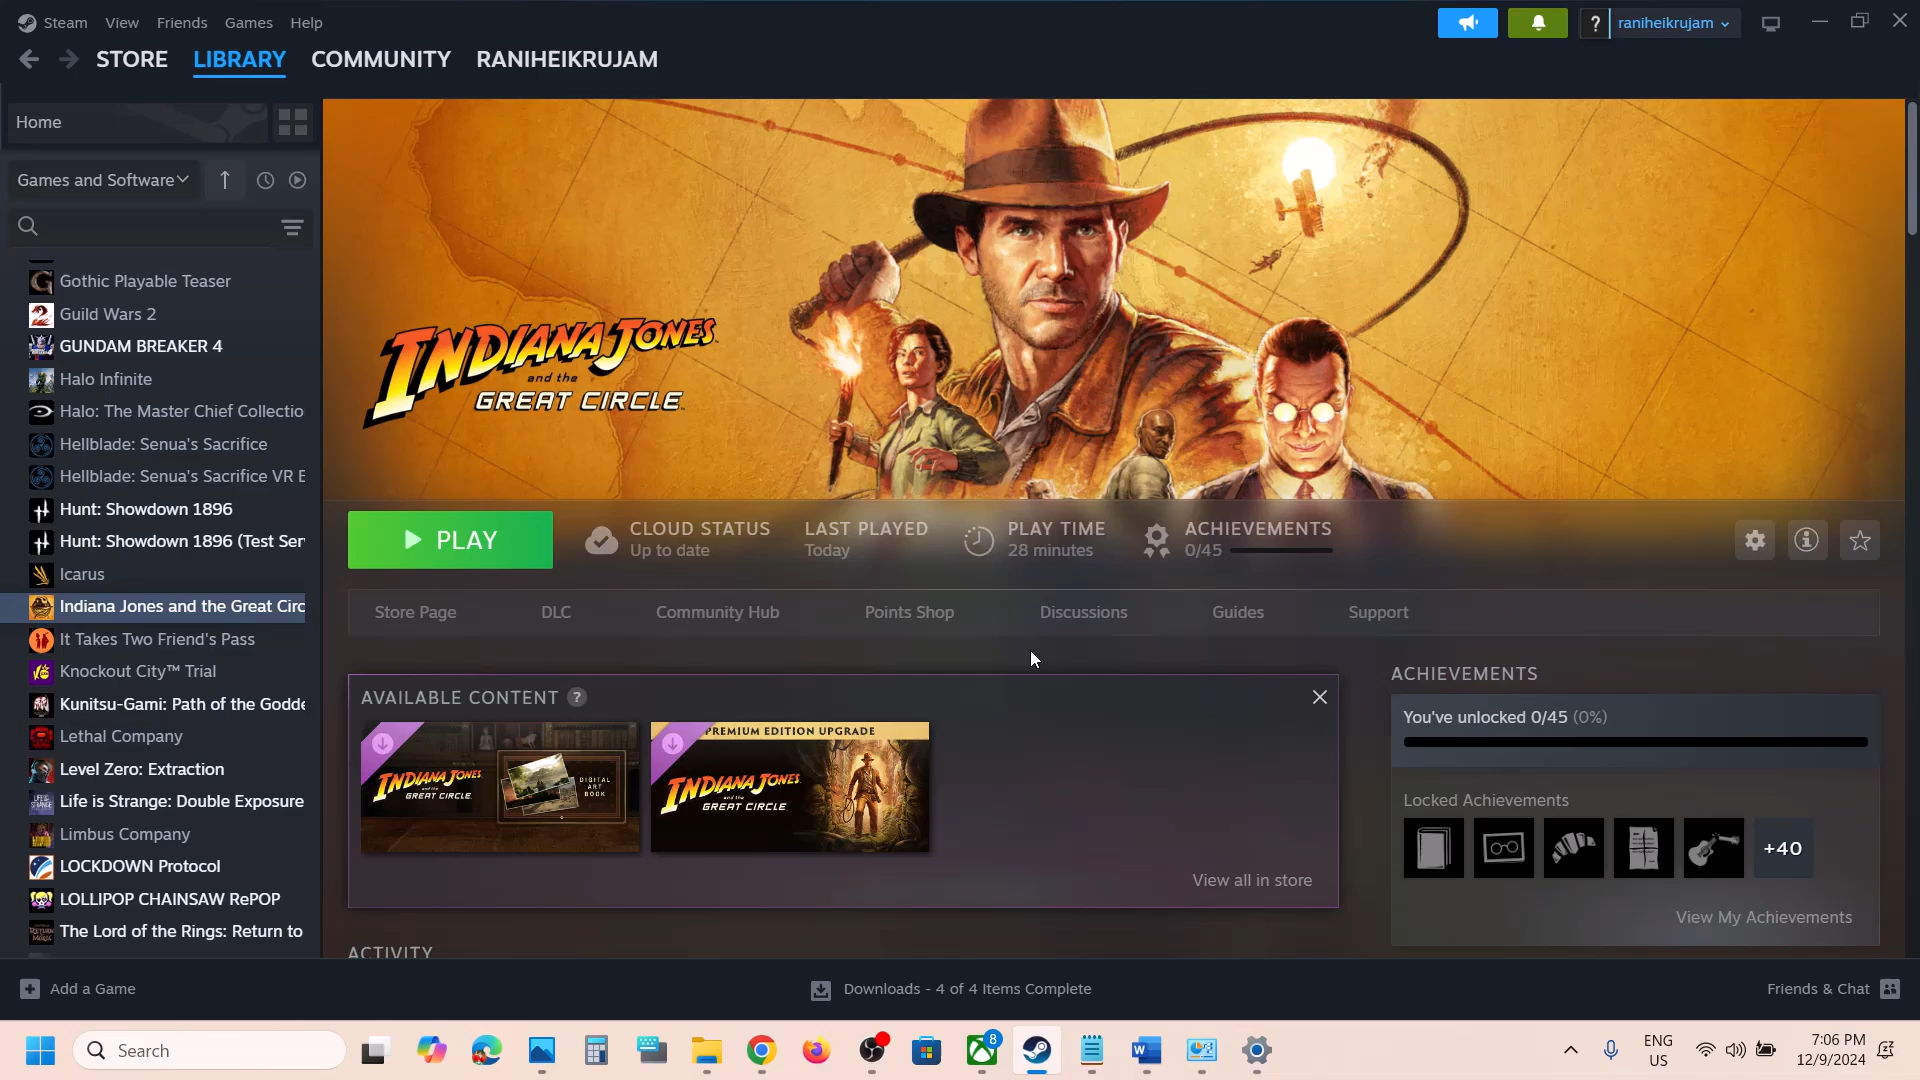 Steam View Friends Games Help
raniheikrujam
STORE LIBRARY COMMUNITY RANIHEIKRUJAM
Home
Games and Software
Gothic Playable Teaser
Guild Wars 2
GUNDAM BREAKER 4
Halo Infinite
Halo: The Master Chief Collectio
Hellblade: Senua's Sacrifice
Hellblade: Senua's Sacrifice VR E
Hunt: Showdown 1896
Hunt: Showdown 1896 (Test Ser
Icarus
Indiana Jones and the Great Circ
It Takes Two Friend's Pass
Knockout City™ Trial
Kunitsu-Gami: Path of the Godde
Lethal Company
Level Zero: Extraction
Life is Strange: Double Exposure
Limbus Company
LOCKDOWN Protocol
LOLLIPOP CHAINSAW RePOP
The Lord of the Rings: Return to
INDIANA JONES
and the
GREAT CIRCLE
PLAY
CLOUD STATUS
Up to date
LAST PLAYED
Today
PLAY TIME
28 minutes
ACHIEVEMENTS
0/45
Store Page DLC Community Hub Points Shop Discussions Guides Support
AVAILABLE CONTENT ?
INDIANA JONES
and the
GREAT CIRCLE
DIGITAL
ART
BOOK
PREMIUM EDITION UPGRADE
INDIANA JONES
and the
GREAT CIRCLE
View all in store
ACTIVITY
ACHIEVEMENTS
You've unlocked 0/45 (0%)
Locked Achievements
+40
View My Achievements
Add a Game
Downloads - 4 of 4 Items Complete
Friends & Chat
Search
8
ENG
US
7:06 PM
12/9/2024